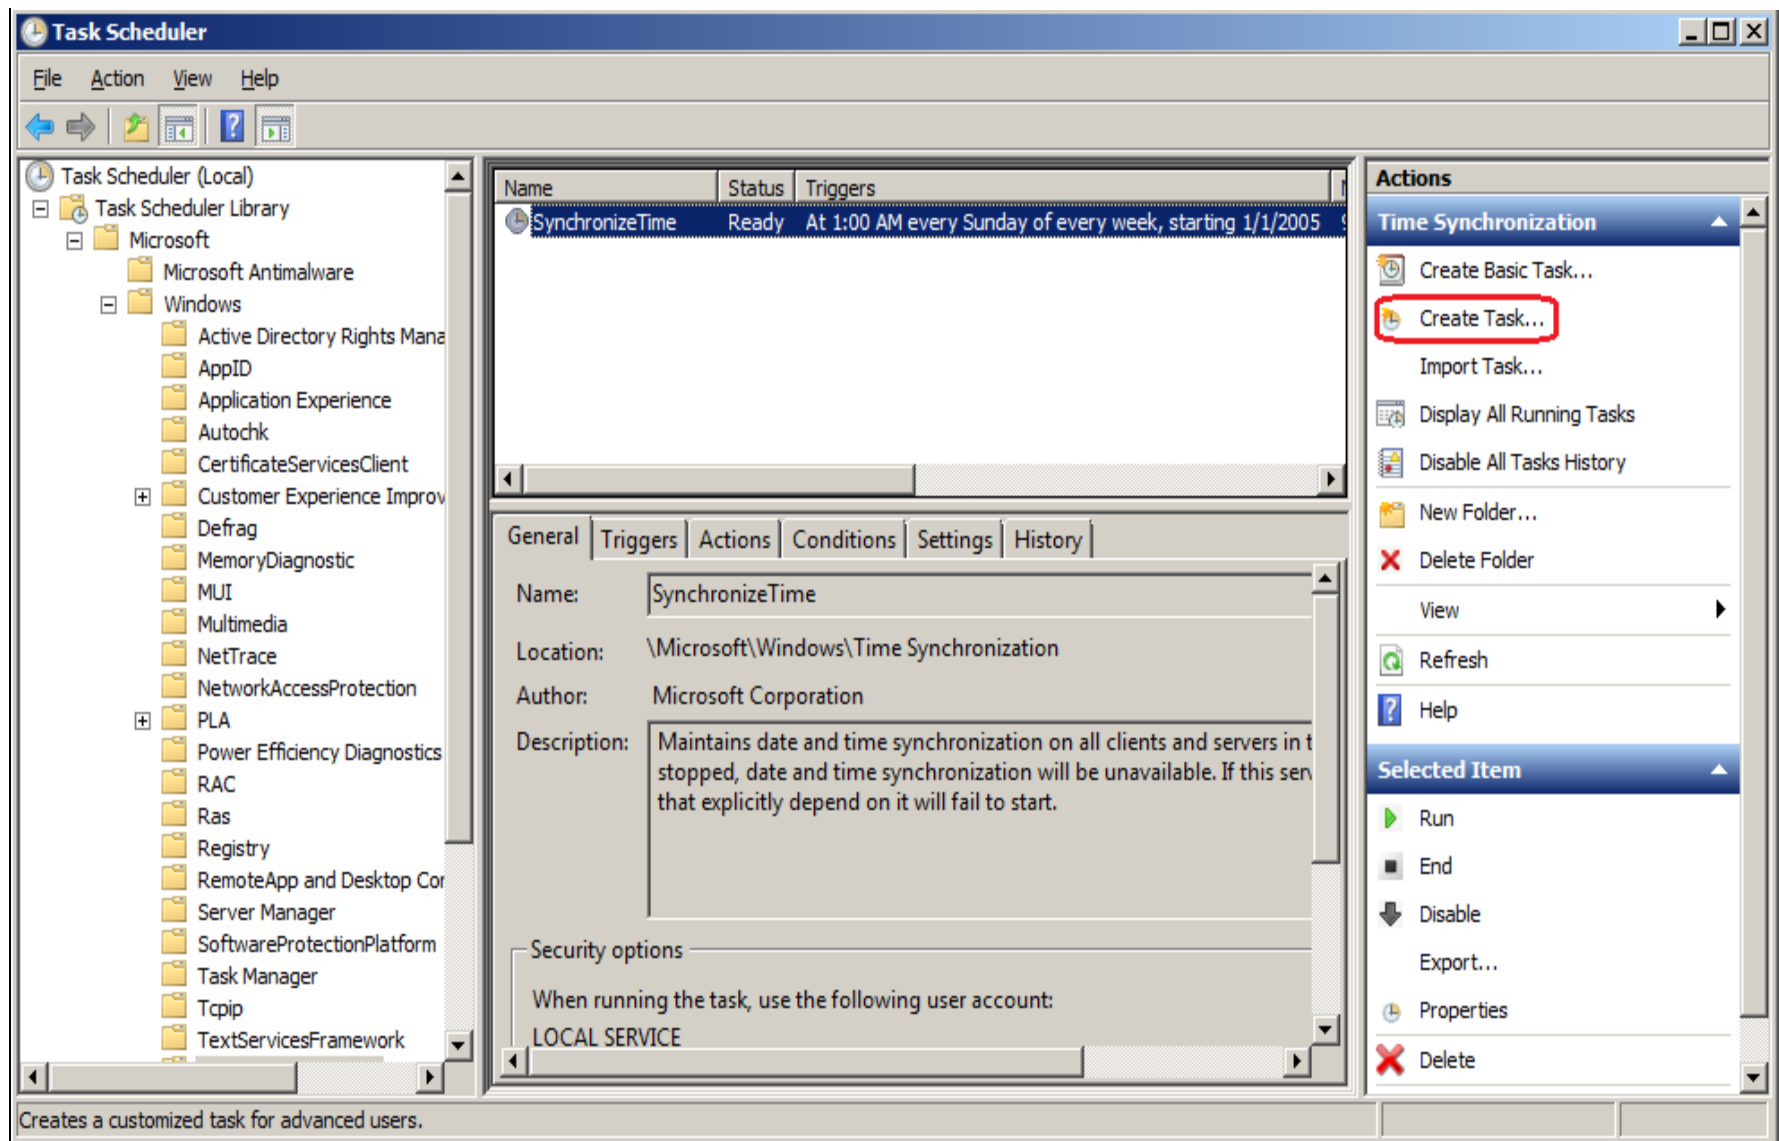 Task Scheduler
File Action View Help
Task Scheduler (Local)
Task Scheduler Library
Microsoft
Microsoft Antimalware
Windows
Active Directory Rights Mana
AppID
Application Experience
Autochk
CertificateServicesClient
Customer Experience Improv
Defrag
MemoryDiagnostic
MUI
Multimedia
NetTrace
NetworkAccessProtection
PLA
Power Efficiency Diagnostics
RAC
Ras
Registry
RemoteApp and Desktop Cor
Server Manager
SoftwareProtectionPlatform
Task Manager
Tcpip
TextServicesFramework
Name Status Triggers
SynchronizeTime Ready At 1:00 AM every Sunday of every week, starting 1/1/2005
General Triggers Actions Conditions Settings History
Name: SynchronizeTime
Location: \Microsoft\Windows\Time Synchronization
Author: Microsoft Corporation
Description: Maintains date and time synchronization on all clients and servers in t
stopped, date and time synchronization will be unavailable. If this serv
that explicitly depend on it will fail to start.
Security options
When running the task, use the following user account:
LOCAL SERVICE
Actions
Time Synchronization
Create Basic Task...
Create Task...
Import Task...
Display All Running Tasks
Disable All Tasks History
New Folder...
Delete Folder
View
Refresh
Help
Selected Item
Run
End
Disable
Export...
Properties
Delete
Creates a customized task for advanced users.